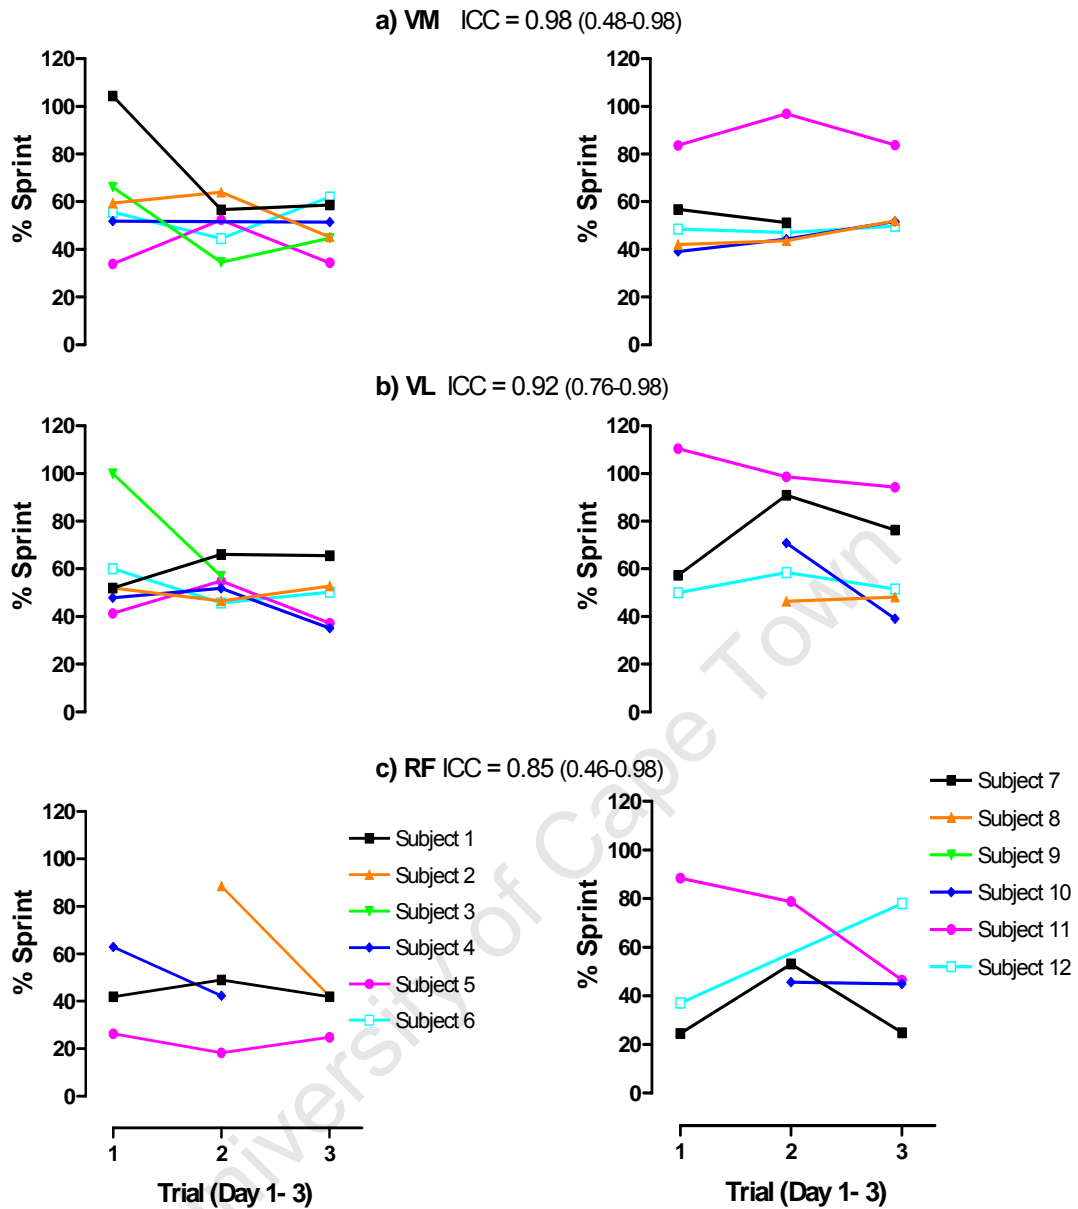 a) VM ICC = 0.98 (0.48-0.98)
120
100
80
60
40
20
0
% Sprint
120
100
80
60
40
20
0
% Sprint
b) VL ICC = 0.92 (0.76-0.98)
120
100
80
60
40
20
0
% Sprint
120
100
80
60
40
20
0
% Sprint
c) RF ICC = 0.85 (0.46-0.98)
120
100
80
60
40
20
0
% Sprint
Subject 1
Subject 2
Subject 3
Subject 4
Subject 5
Subject 6
1 2 3
Trial (Day 1- 3)
120
100
80
60
40
20
0
% Sprint
Subject 7
Subject 8
Subject 9
Subject 10
Subject 11
Subject 12
1 2 3
Trial (Day 1- 3)
University of Cape Town